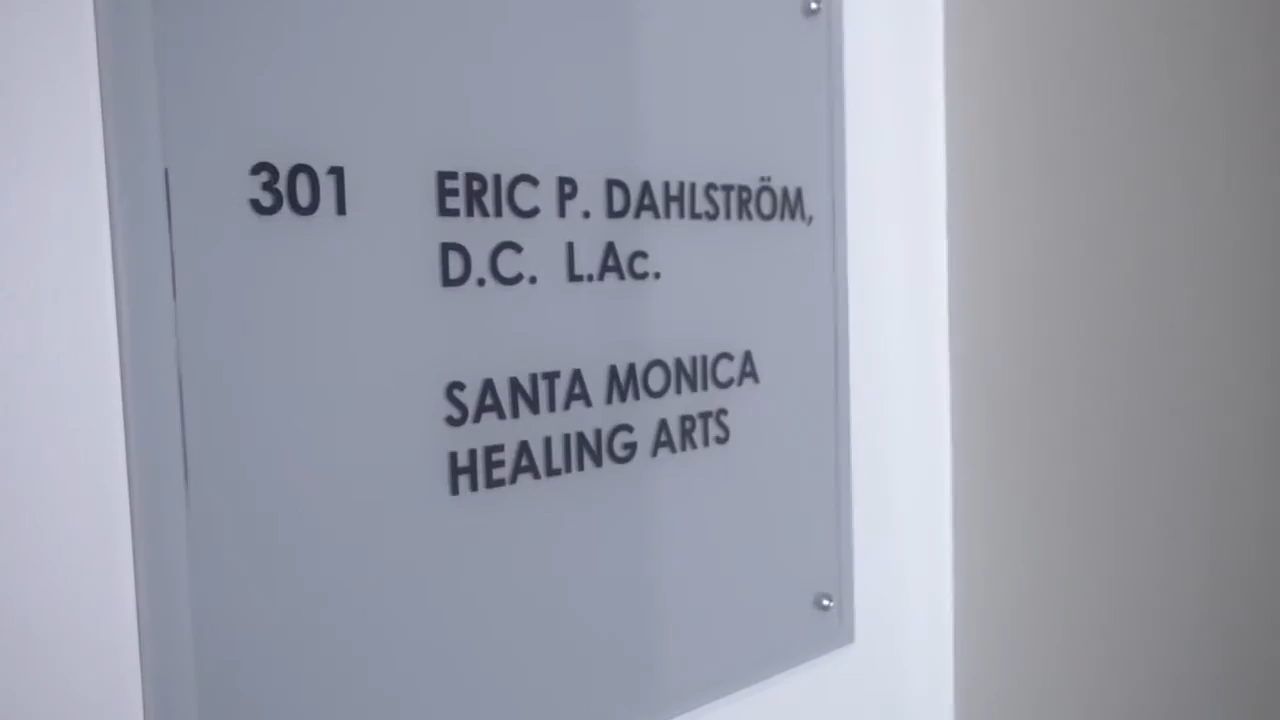 301 ERIC P. DAHLSTRÖM,
D.C. L.Ac.
SANTA MONICA
HEALING ARTS